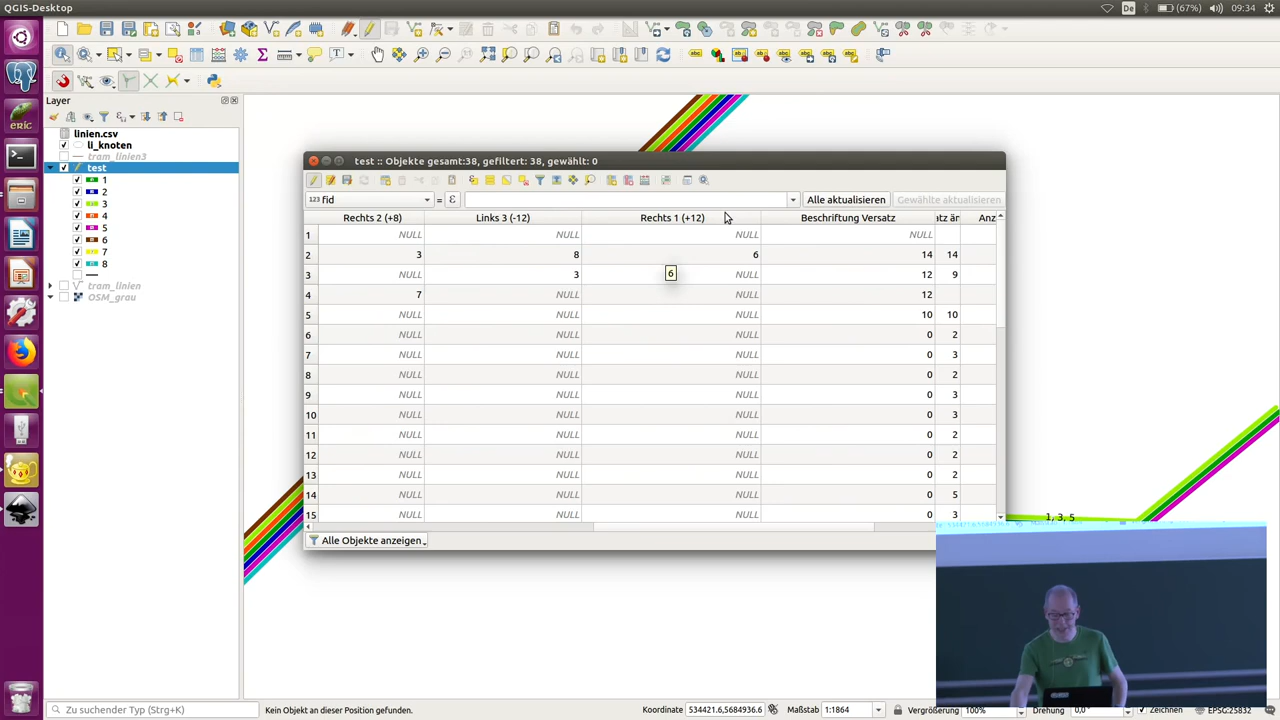 QGIS-Desktop
De
(67%)
09:34
Layer
linien.csv
li_knoten
tram_linien3
test
1
2
3
4
5
6
7
8
tram_linien
OSM_grau
test :: Objekte gesamt:38, gefiltert: 38, gewählt: 0
123 fid
=
ε
Alle aktualisieren
Gewählte aktualisieren
Rechts 2 (+8) Links 3 (-12) Rechts 1 (+12) Beschriftung Versatz atz än Anz
1 NULL NULL NULL NULL
2 3 8 6 14 14
3 NULL 3 NULL 12 9
6
4 7 NULL NULL 12
5 NULL NULL NULL 10 10
6 NULL NULL NULL 0 2
7 NULL NULL NULL 0 3
8 NULL NULL NULL 0 2
9 NULL NULL NULL 0 3
10 NULL NULL NULL 0 3
11 NULL NULL NULL 0 2
12 NULL NULL NULL 0 2
13 NULL NULL NULL 0 2
14 NULL NULL NULL 0 5
15 NULL NULL NULL 0 3
Alle Objekte anzeigen
1, 3, 5
eric
Zu suchender Typ (Strg+K)
Kein Objekt an dieser Position gefunden.
Koordinate 534421.6,5684936.6
Maßstab 1:1864
Vergrößerung 100%
Drehung 0,0 °
Zeichnen
EPSG:25832